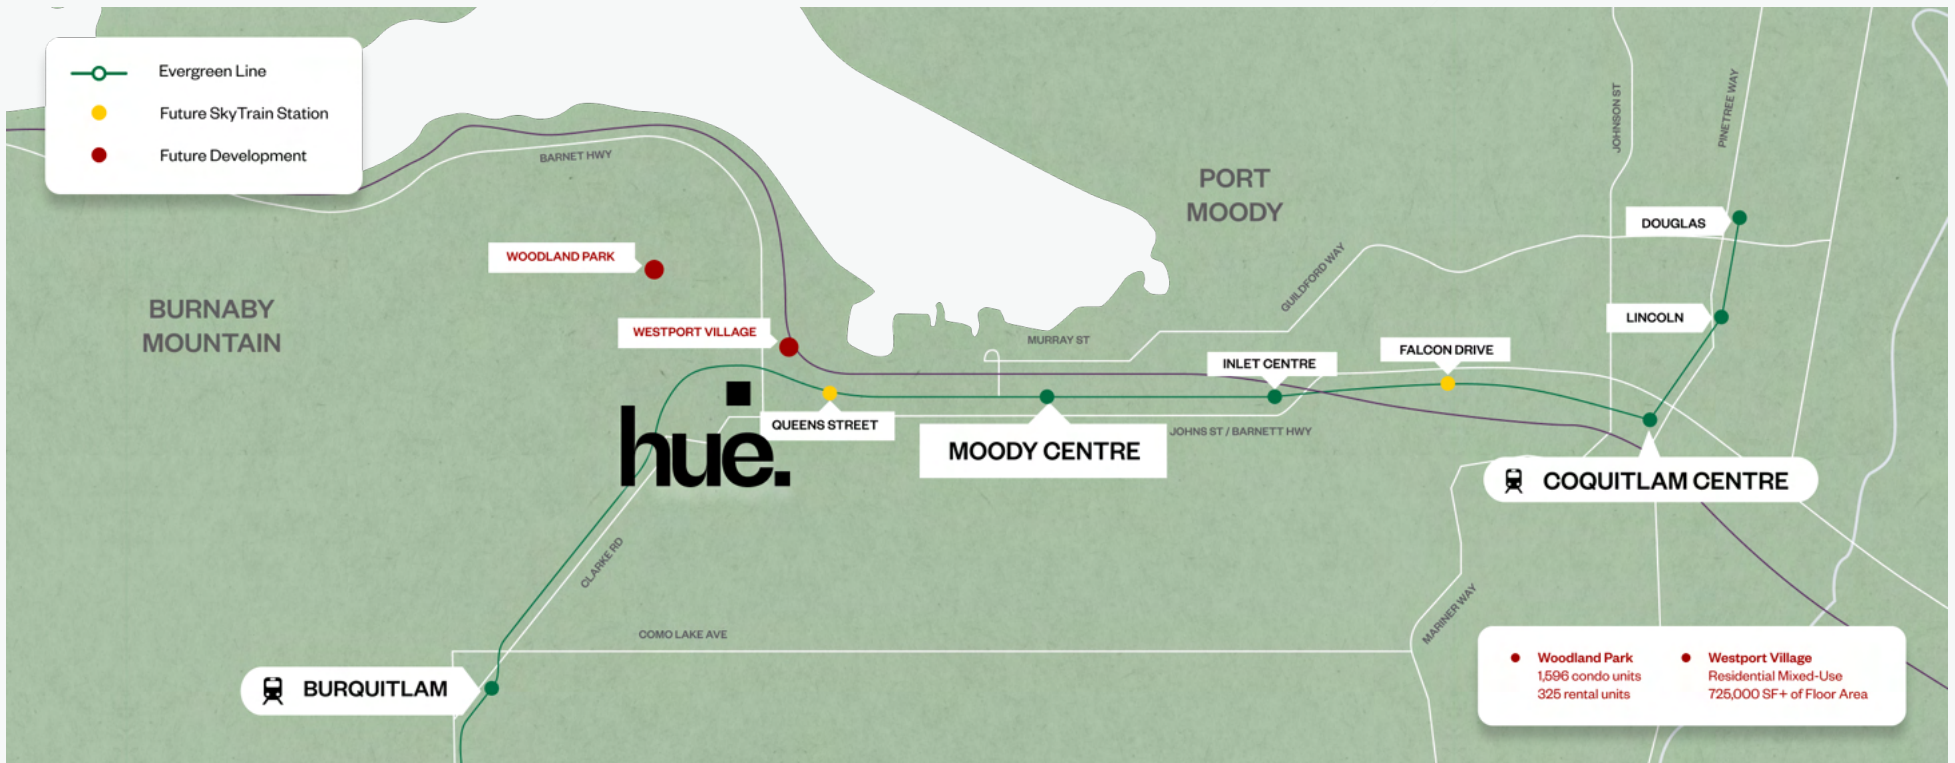 Evergreen Line
Future SkyTrain Station
Future Development
BARNET HWY
JOHNSON ST
PINETREE WAY
PORT
MOODY
DOUGLAS
WOODLAND PARK
GUILDFORD WAY
BURNABY
MOUNTAIN
LINCOLN
WESTPORT VILLAGE
MURRAY ST
INLET CENTRE
FALCON DRIVE
QUEENS STREET
hue.
MOODY CENTRE
JOHNS ST / BARNETT HWY
COQUITLAM CENTRE
CLARKE RD
COMO LAKE AVE
MARINER WAY
BURQUITLAM
Woodland Park
1,596 condo units
325 rental units
Westport Village
Residential Mixed-Use
725,000 SF+ of Floor Area